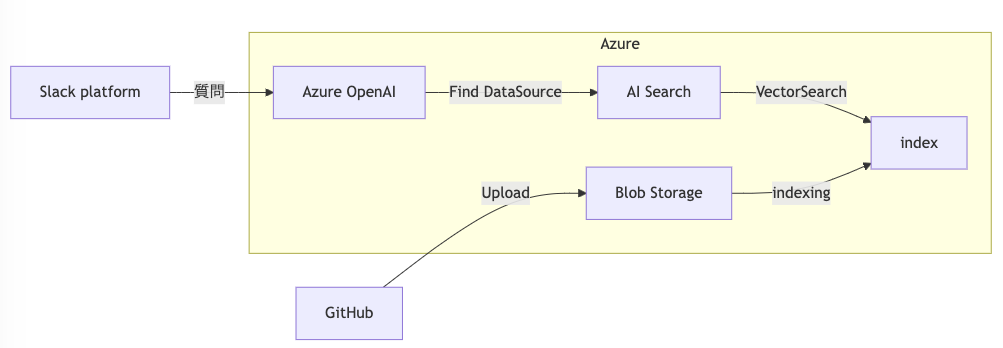 Azure
Slack platform
質問
Azure OpenAI
Find DataSource
AI Search
VectorSearch
index
Upload
Blob Storage
indexing
GitHub